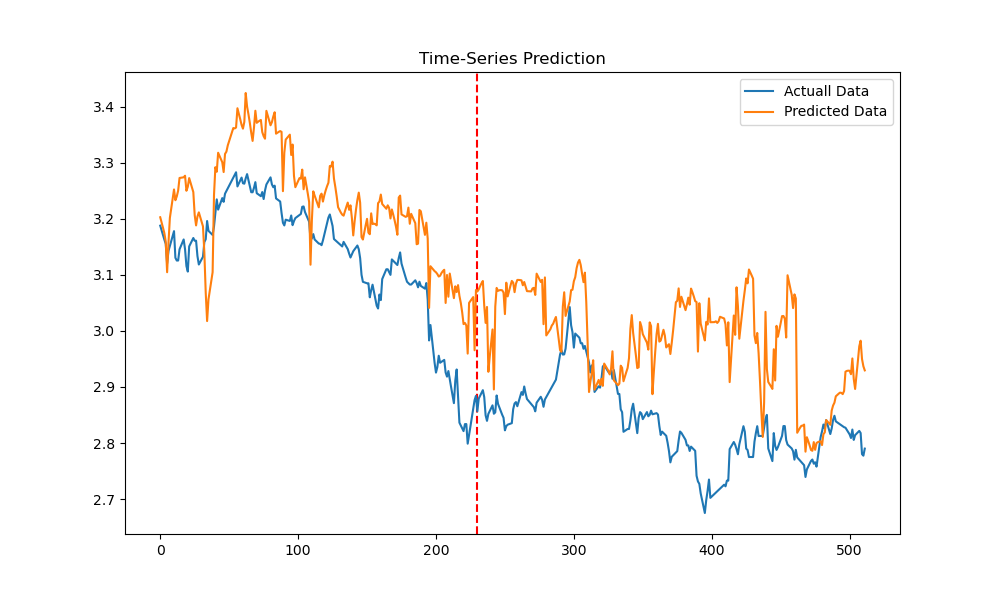 Time-Series Prediction
Actuall Data
Predicted Data
3.4
3.3
3.2
3.1
3.0
2.9
2.8
2.7
0 100 200 300 400 500